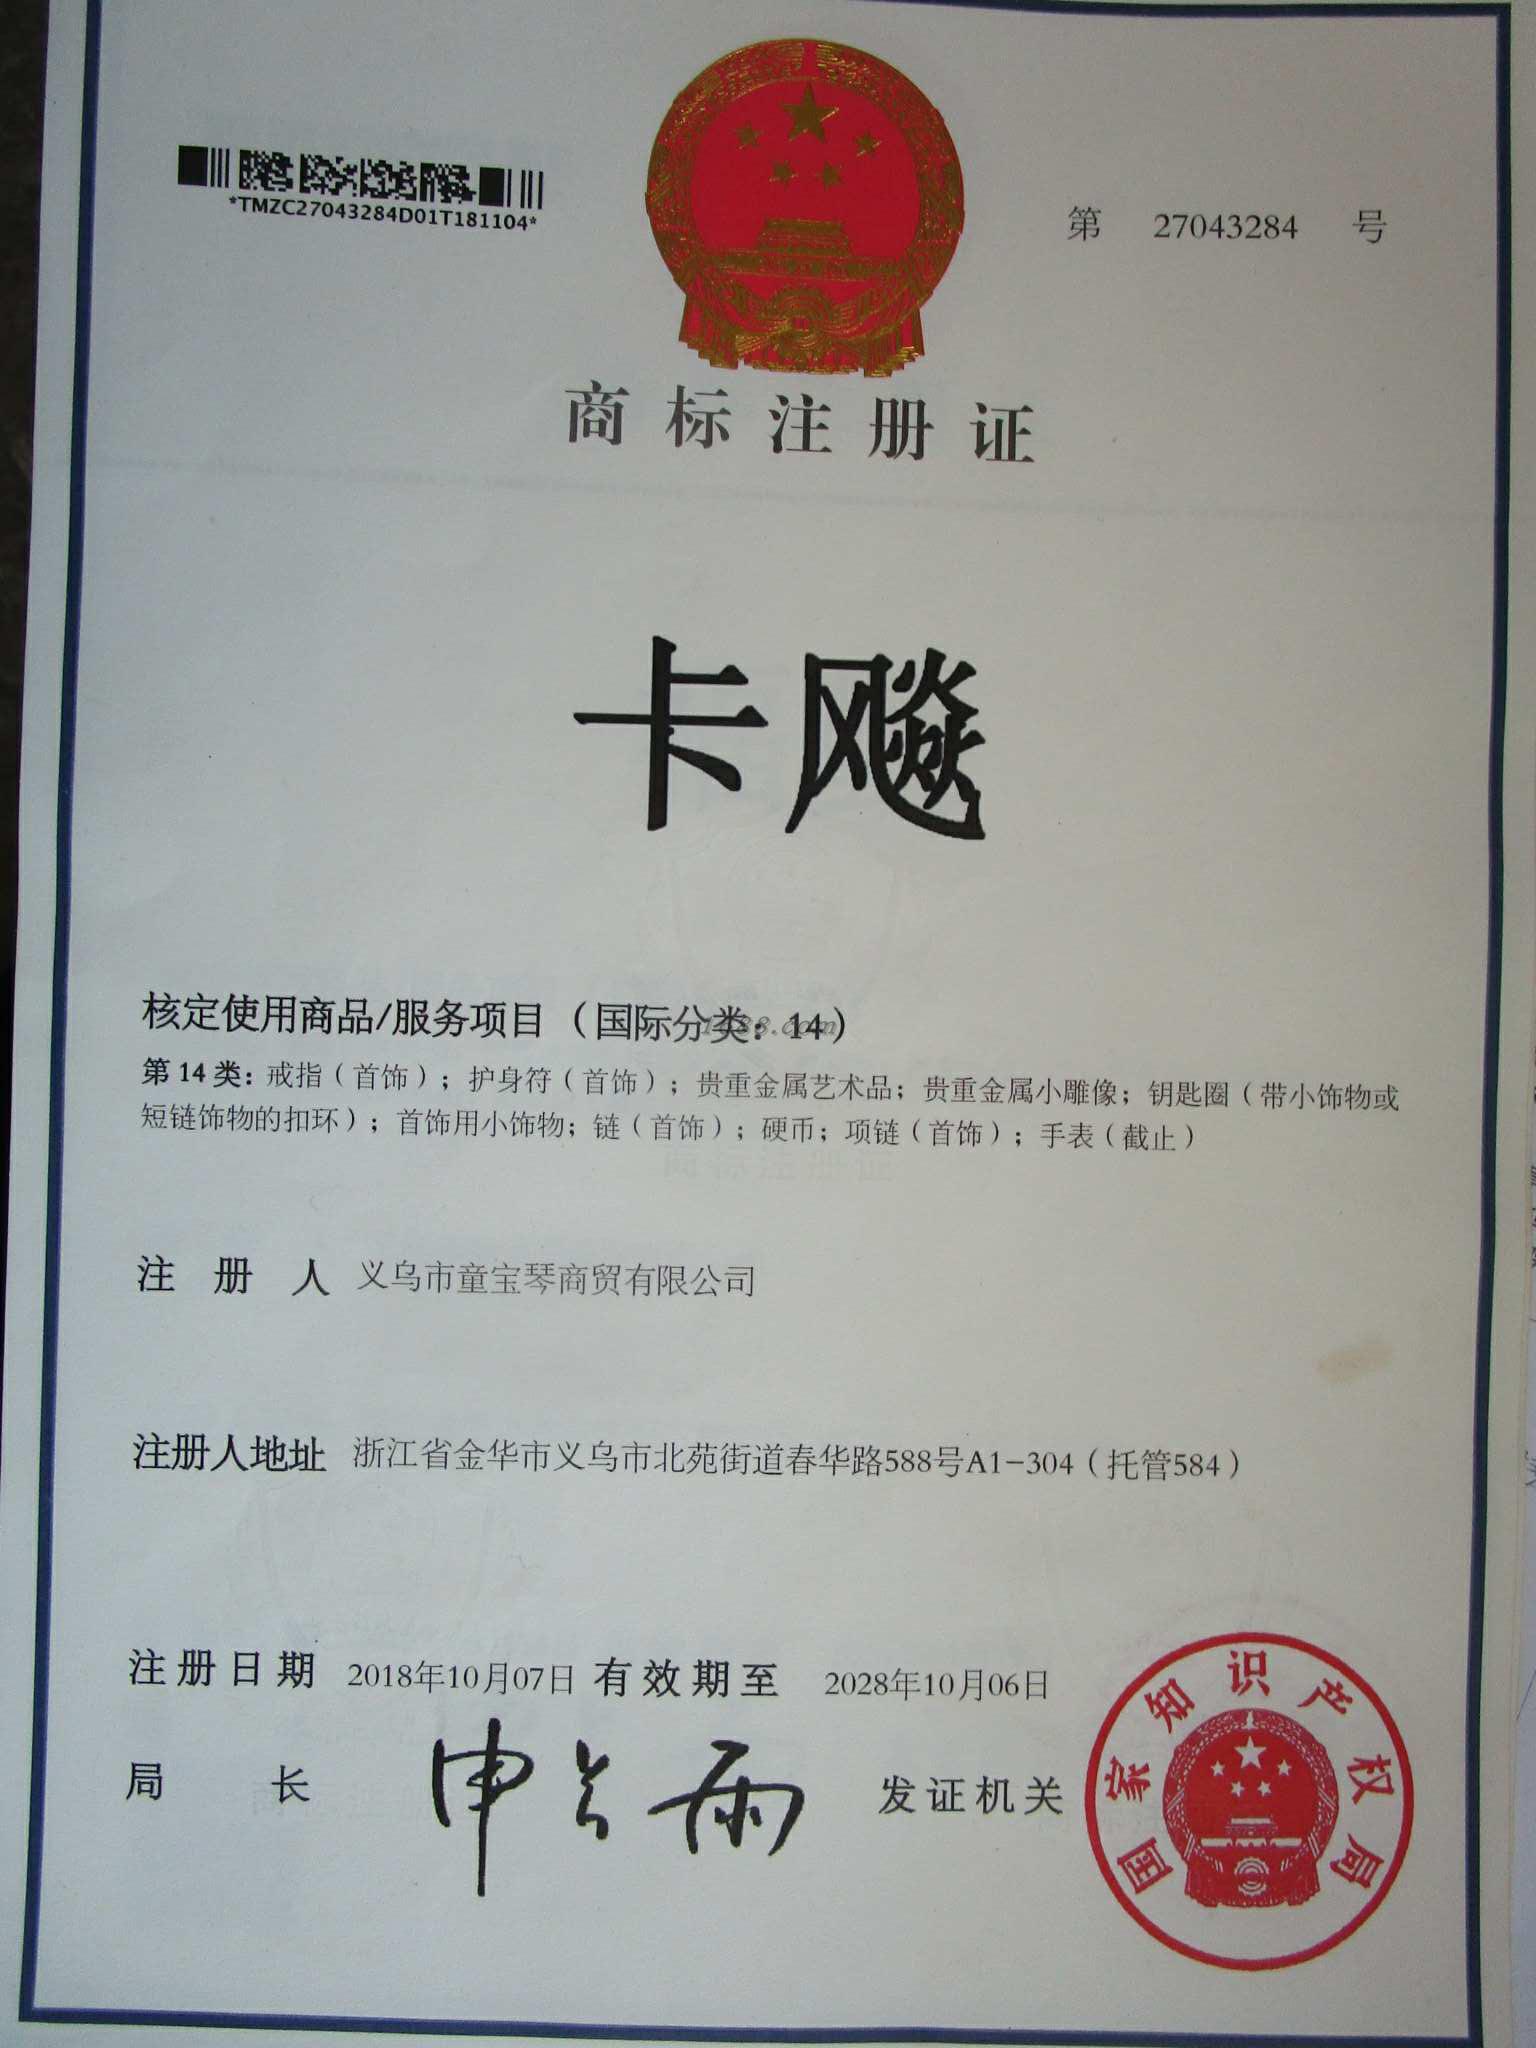 *TMZC27043284D01T181104*
第 27043284 号
商标注册证
卡飚
核定使用商品/服务项目（国际分类：14）
1688.com
第 14 类：戒指（首饰）；护身符（首饰）；贵重金属艺术品；贵重金属小雕像；钥匙圈（带小饰物或
短链饰物的扣环）；首饰用小饰物；链（首饰）；硬币；项链（首饰）；手表（截止）
注册人 义乌市童宝琴商贸有限公司
注册人地址 浙江省金华市义乌市北苑街道春华路588号A1-304（托管584）
注册日期 2018年10月07日 有效期至 2028年10月06日
局长 申长雨 发证机关
国家知识产权局